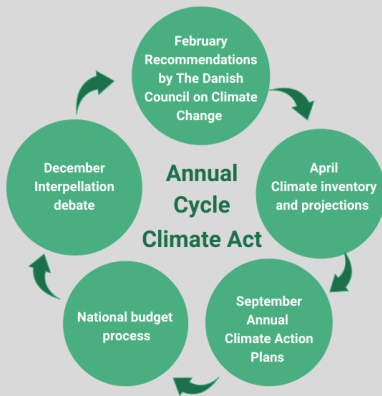 February
Recommendations
by The Danish
Council on Climate
Change
April
Climate inventory
and projections
September
Annual
Climate Action
Plans
National budget
process
December
Interpellation
debate
Annual
Cycle
Climate Act